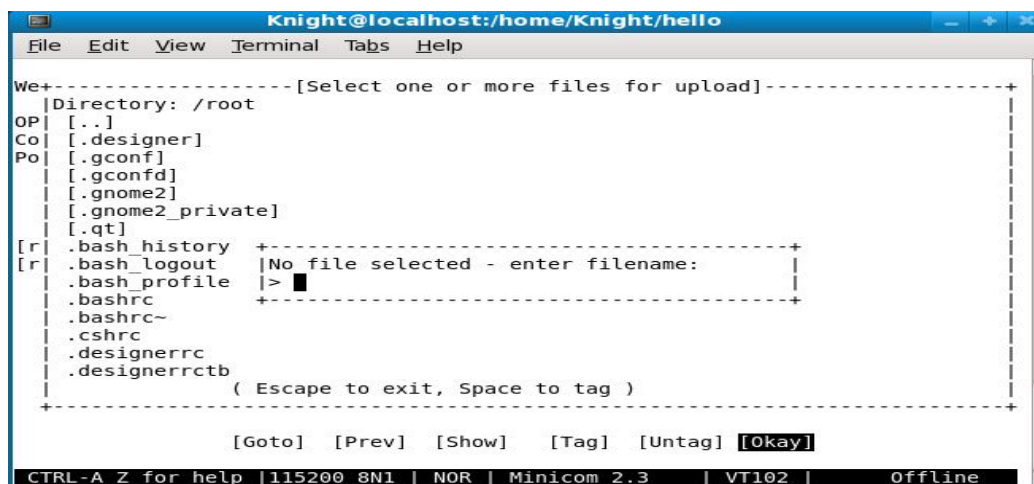 Knight@localhost:/home/Knight/hello
File Edit View Terminal Tabs Help
We+--------------------[Select one or more files for upload]--------------------+
|Directory: /root |
OP| [..] |
Co| [.designer] |
Po| [.gconf] |
| [.gconfd] |
| [.gnome2] |
| [.gnome2_private] |
| [.qt] |
[r| .bash_history +-------------------------------------------+ |
[r| .bash_logout |No file selected - enter filename: | |
| .bash_profile |> | |
| .bashrc +-------------------------------------------+ |
| .bashrc~ |
| .cshrc |
| .designerrc |
| .designerrctb |
| ( Escape to exit, Space to tag ) |
+------------------------------------------------------------------------------+
[Goto] [Prev] [Show] [Tag] [Untag] [Okay]
CTRL-A Z for help |115200 8N1 | NOR | Minicom 2.3 | VT102 | Offline